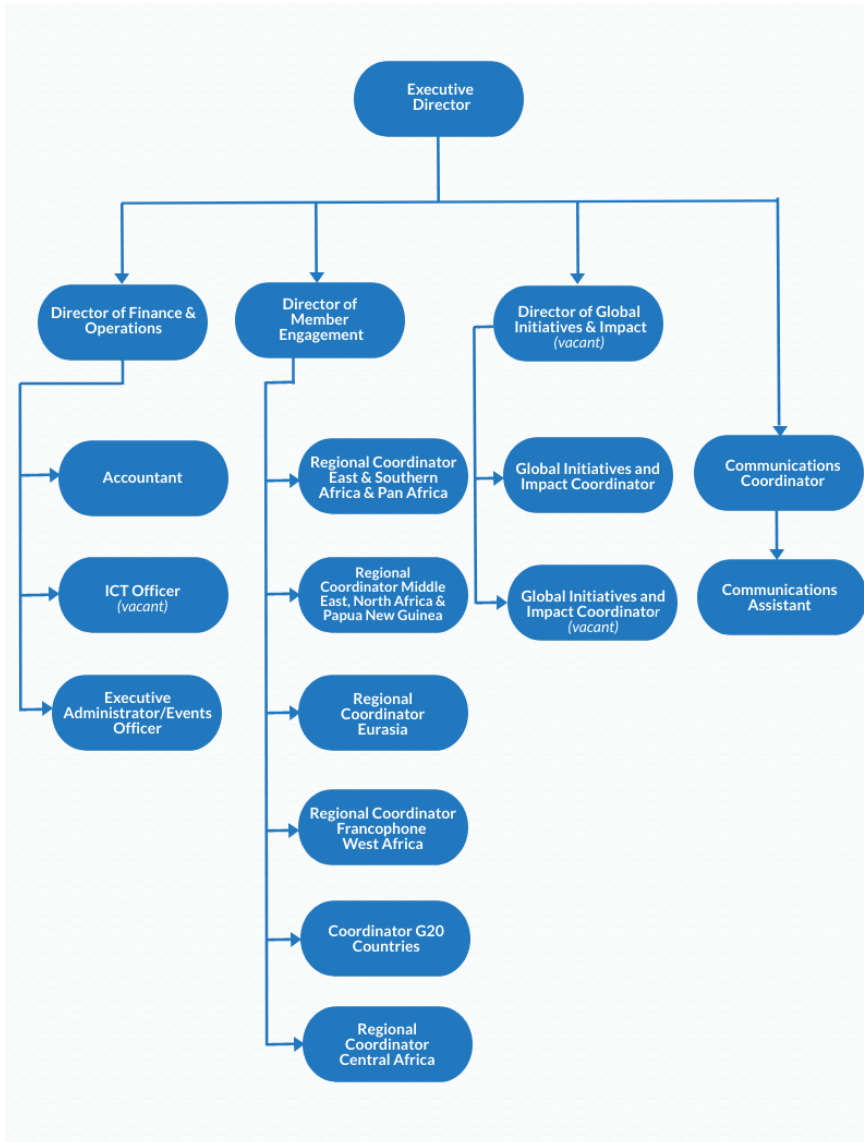 Executive
Director
Director of Finance &
Operations
Director of
Member
Engagement
Director of Global
Initiatives & Impact
(vacant)
Accountant
ICT Officer
(vacant)
Executive
Administrator/Events
Officer
Regional Coordinator
East & Southern
Africa & Pan Africa
Regional
Coordinator Middle
East, North Africa &
Papua New Guinea
Regional
Coordinator
Eurasia
Regional Coordinator
Francophone
West Africa
Coordinator G20
Countries
Regional
Coordinator
Central Africa
Global Initiatives and
Impact Coordinator
Global Initiatives and
Impact Coordinator
(vacant)
Communications
Coordinator
Communications
Assistant